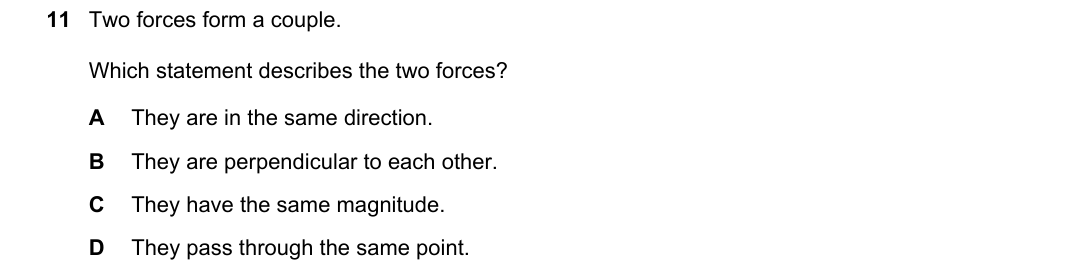 11 Two forces form a couple.
Which statement describes the two forces?
A They are in the same direction.
B They are perpendicular to each other.
C They have the same magnitude.
D They pass through the same point.